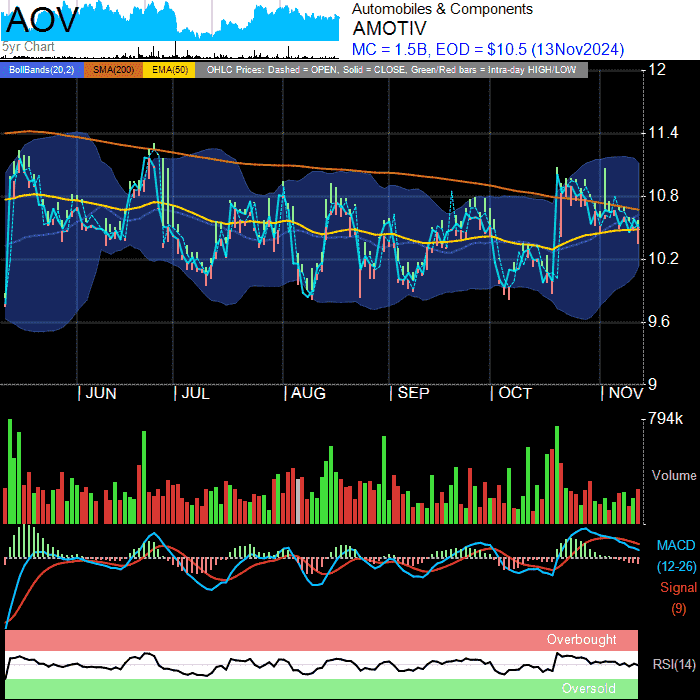 AOV
5yr Chart
Automobiles & Components
AMOTIV
MC = 1.5B, EOD = $10.5 (13Nov2024)
BollBands(20,2) SMA(200) EMA(50) OHLC Prices: Dashed = OPEN, Solid = CLOSE, Green/Red bars = Intra-day HIGH/LOW
12
11.4
10.8
10.2
9.6
9
| JUN | JUL | AUG | SEP | OCT | NOV
794k
Volume
MACD
(12-26)
Signal
(9)
Overbought
RSI(14)
Oversold